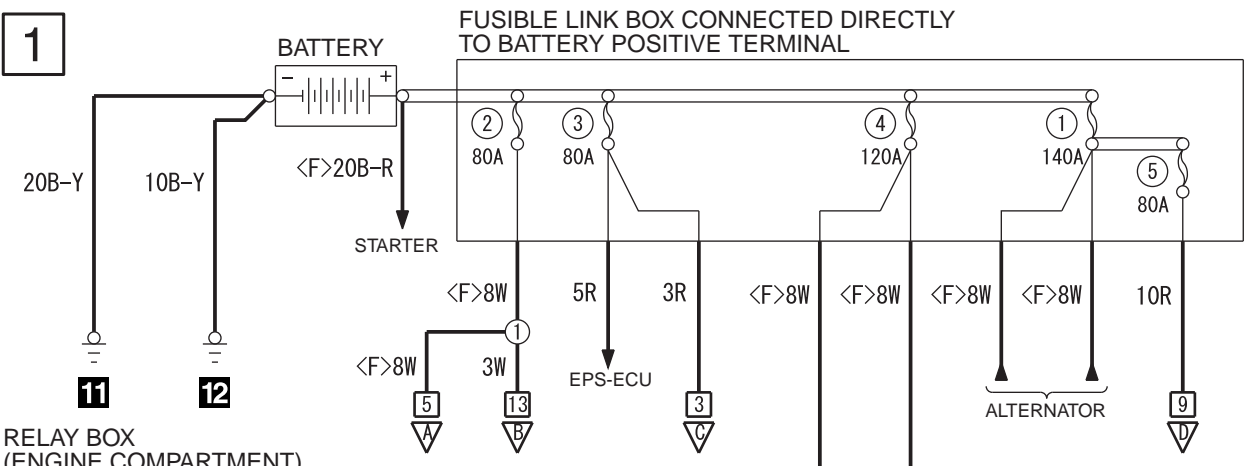 1
FUSIBLE LINK BOX CONNECTED DIRECTLY
TO BATTERY POSITIVE TERMINAL
BATTERY
- +
2 3 4 1
80A 80A 120A 140A
5
80A
20B-Y 10B-Y <F>20B-R
STARTER
<F>8W 5R 3R <F>8W <F>8W <F>8W <F>8W 10R
1
<F>8W 3W
EPS-ECU
ALTERNATOR
11 12 5 13 3 9
A B C D
RELAY BOX
(ENGINE COMPARTMENT)